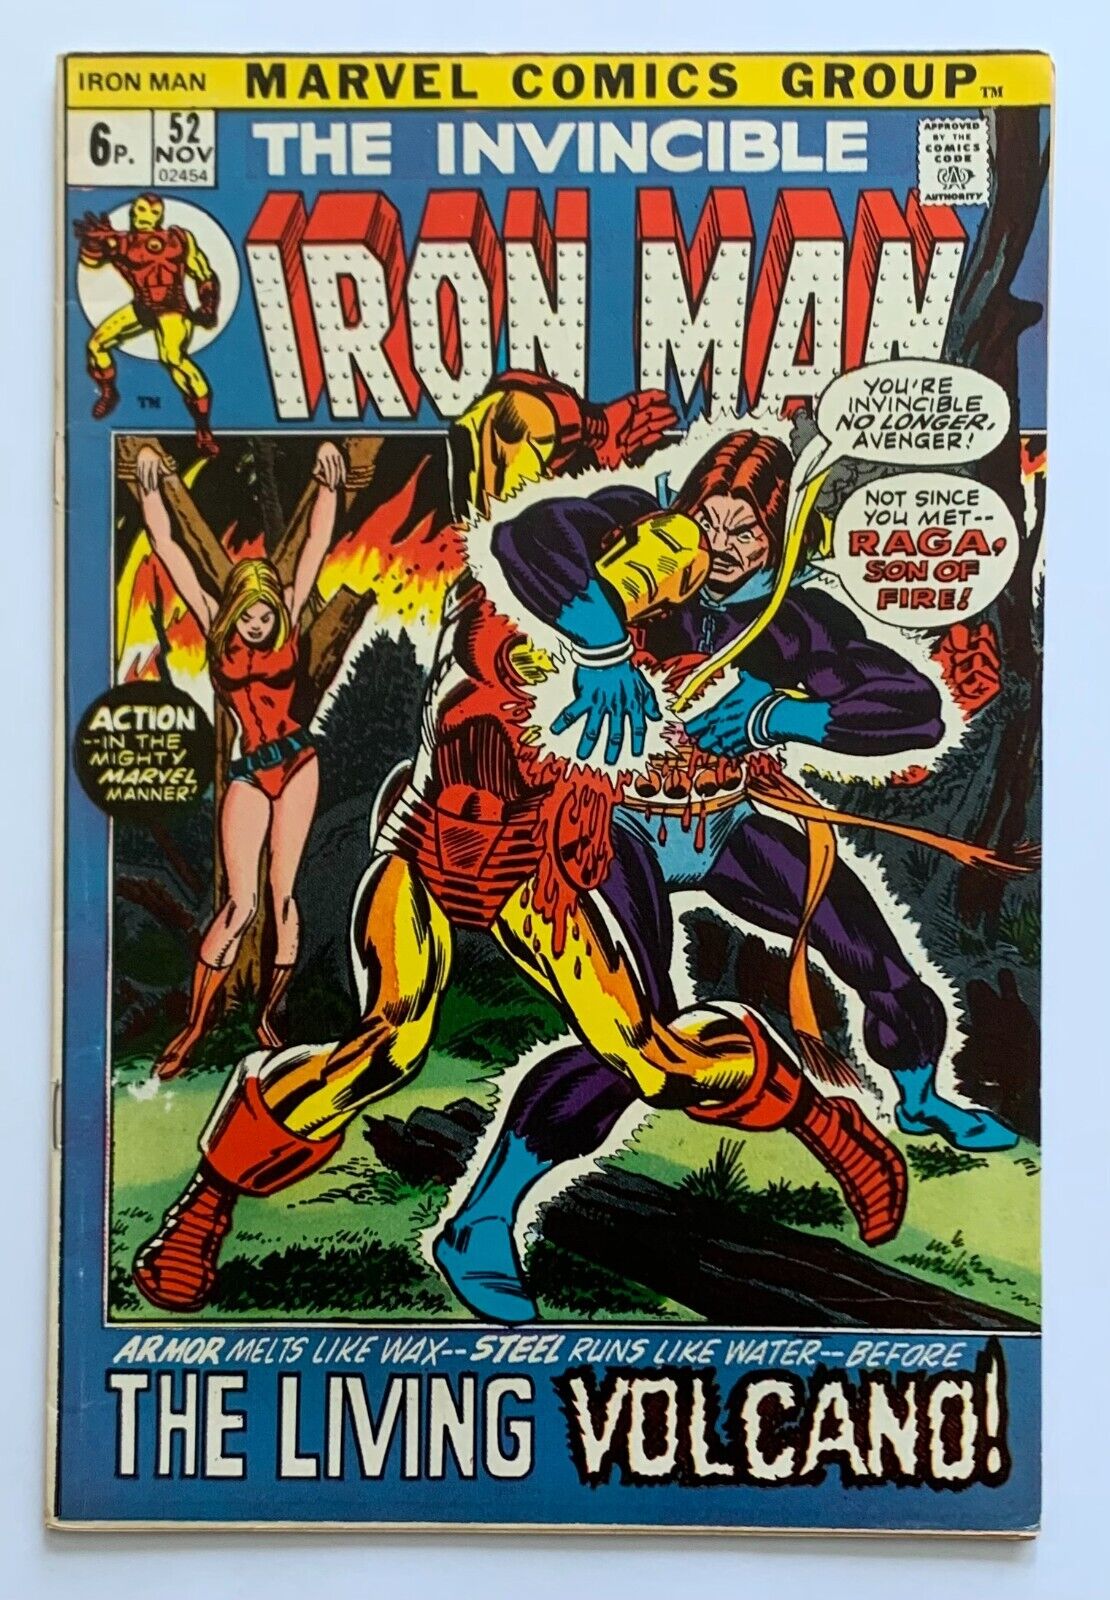 IRON MAN MARVEL COMICS GROUP TM
6P.
52
NOV
02454
APPROVED
BY THE
COMICS
CODE
CA
AUTHORITY
THE INVINCIBLE
IRON MAN
TM
YOU'RE
INVINCIBLE
NO LONGER,
AVENGER!
NOT SINCE
YOU MET--
RAGA,
SON OF
FIRE!
ACTION
--IN THE
MIGHTY
MARVEL
MANNER!
ARMOR MELTS LIKE WAX--STEEL RUNS LIKE WATER--BEFORE
THE LIVING VOLCANO!